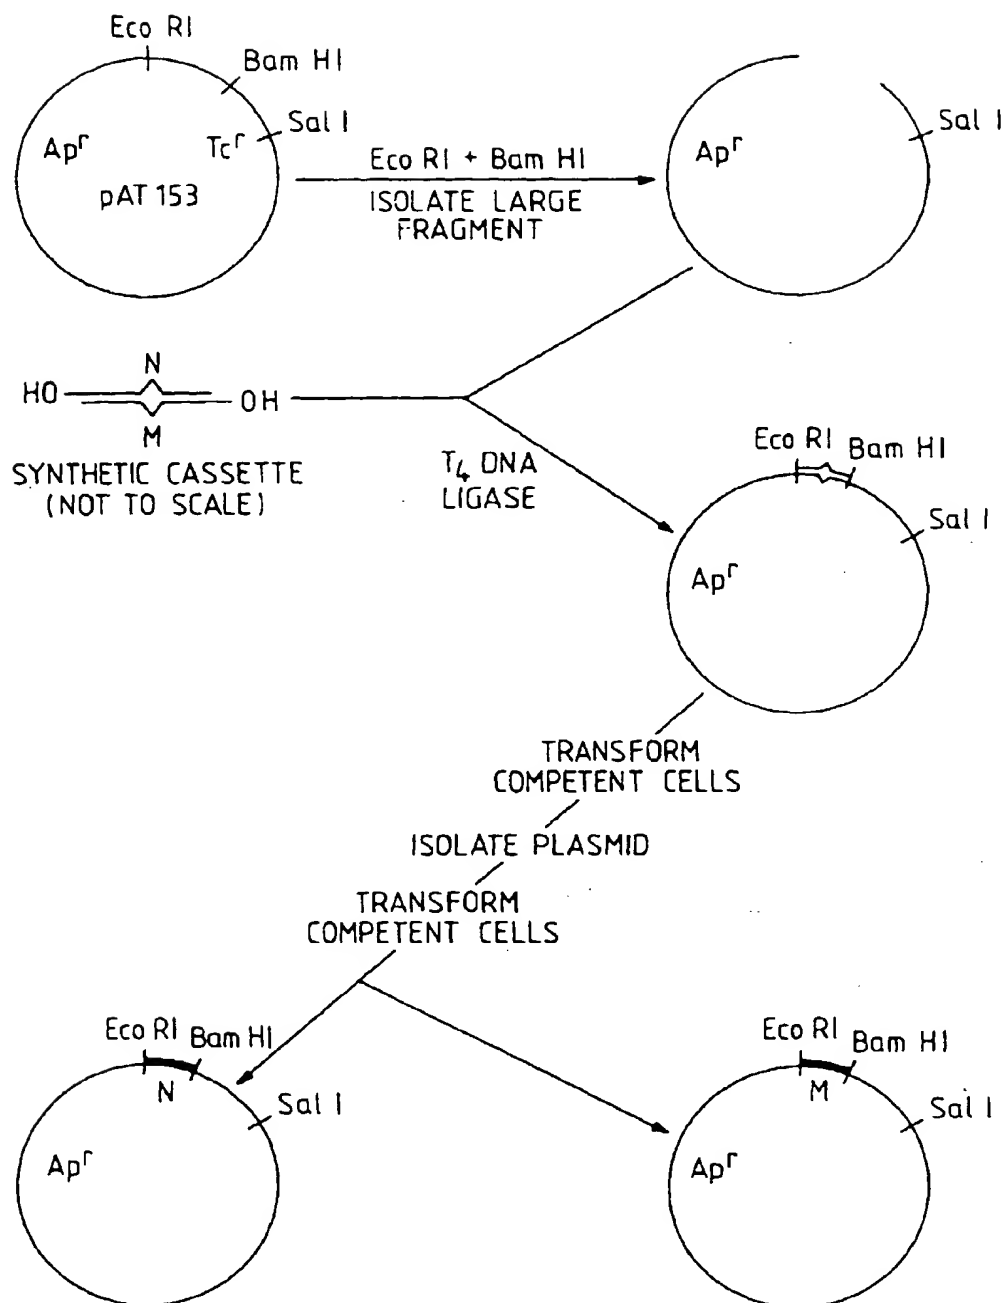 Eco RI
Bam HI
Sal I
Apʳ
Tcʳ
pAT 153
Eco RI + Bam HI
ISOLATE LARGE
FRAGMENT
Apʳ
Sal I
N
HO
OH
M
SYNTHETIC CASSETTE
(NOT TO SCALE)
T₄ DNA
LIGASE
Eco RI
Bam HI
Sal I
Apʳ
TRANSFORM
COMPETENT CELLS
ISOLATE PLASMID
TRANSFORM
COMPETENT CELLS
Eco RI
Bam HI
N
Sal I
Apʳ
Eco RI
Bam HI
M
Sal I
Apʳ